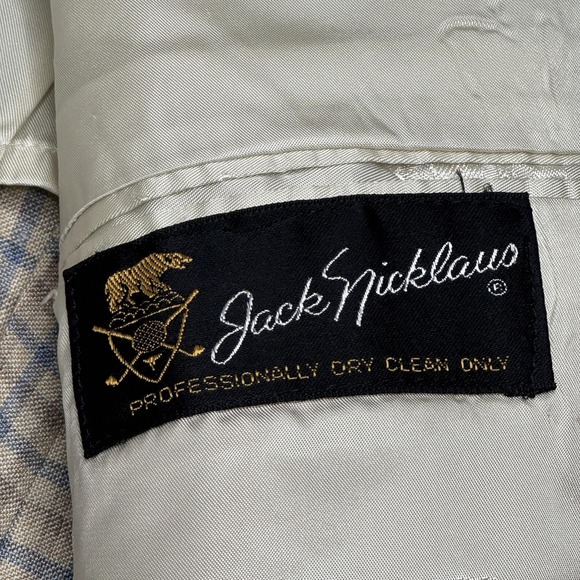 Jack Nicklaus ®
PROFESSIONALLY DRY CLEAN ONLY